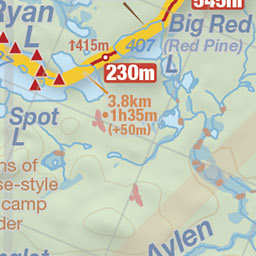 Ryan
L
545m
Big Red
(Red Pine)
L
†415m
407
230m
3.8km
1h35m
(+50m)
Spot
L
ns of
se-style
camp
der
Aylen